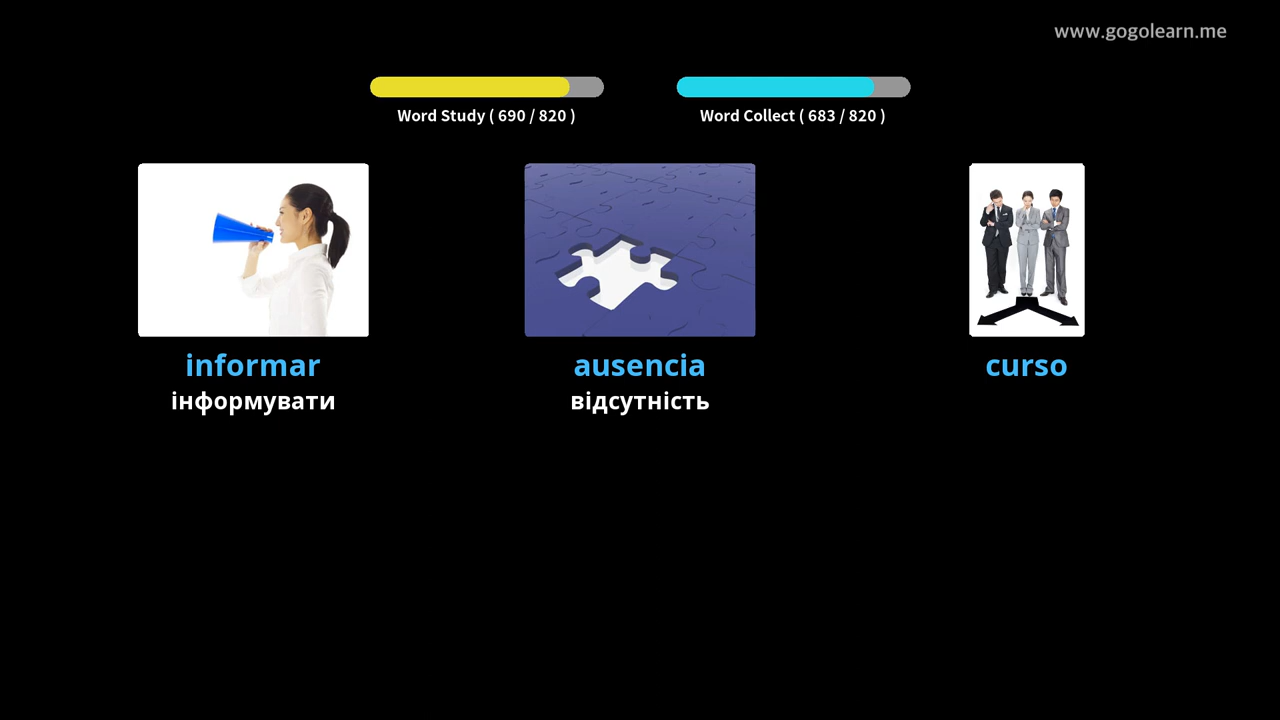 www.gogolearn.me
Word Study ( 690 / 820 )
Word Collect ( 683 / 820 )
informar
інформувати
ausencia
відсутність
curso